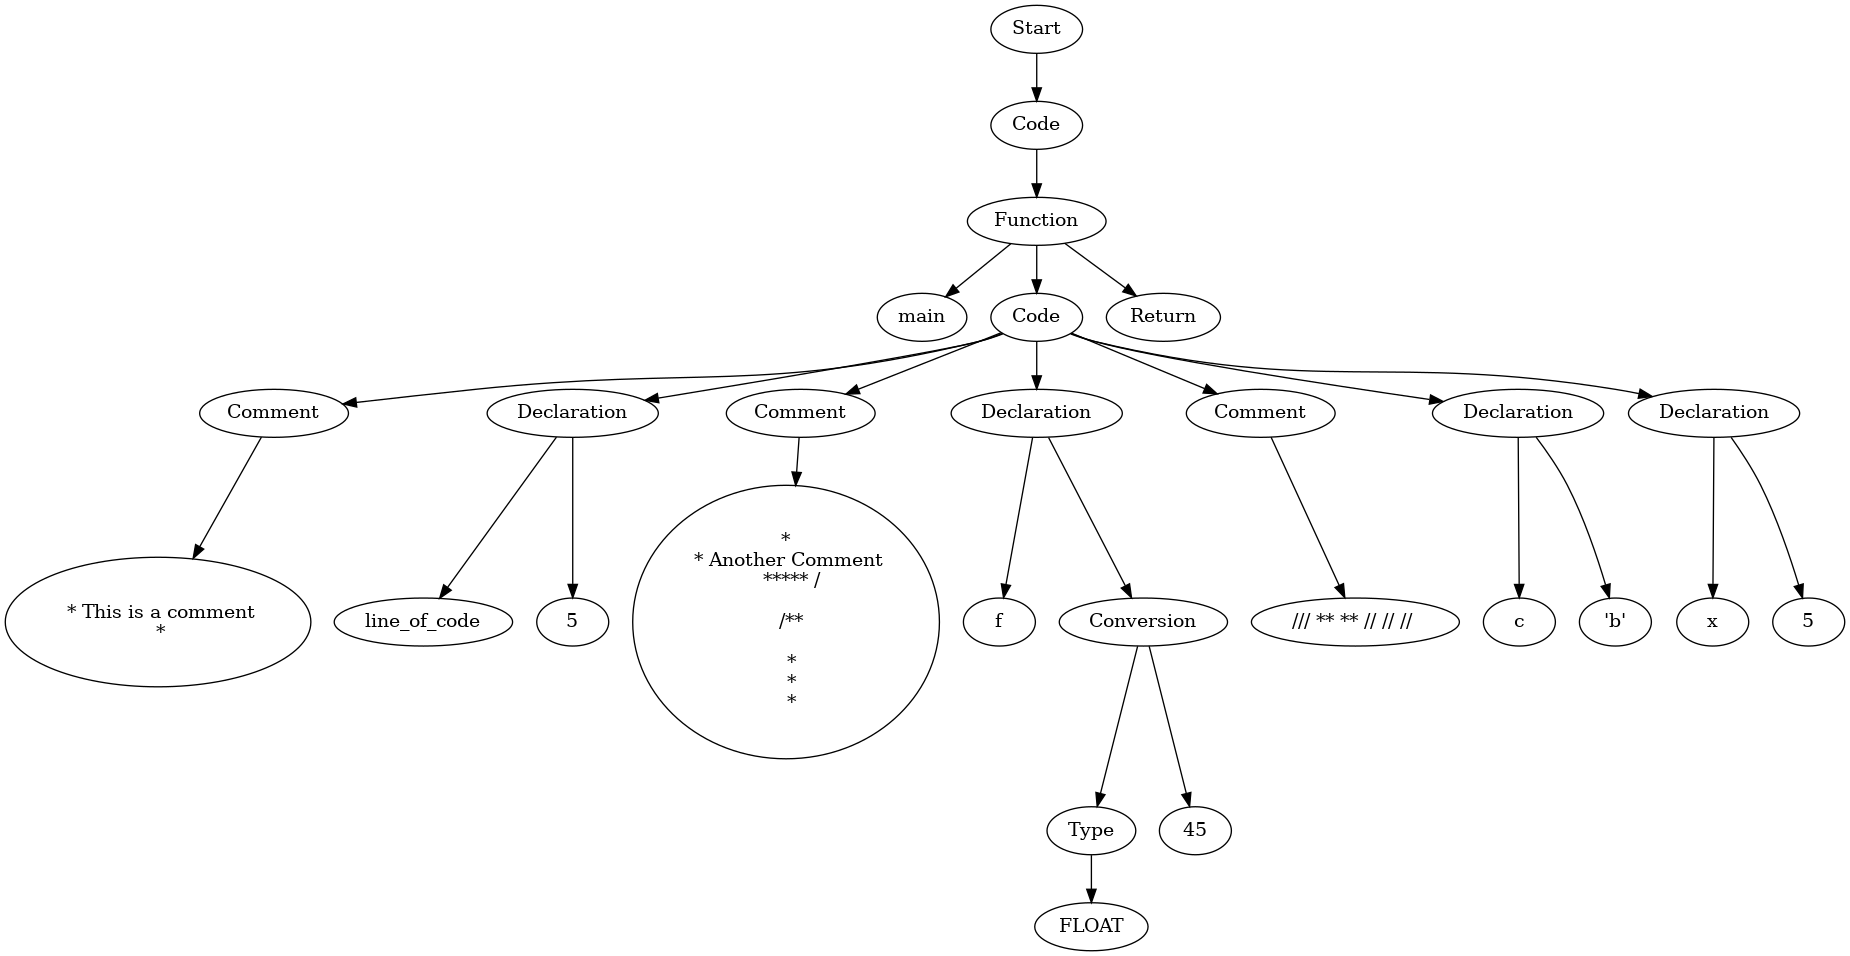 Start
Code
Function
main
Code
Return
Comment
Declaration
Comment
Declaration
Comment
Declaration
Declaration
* This is a comment
*
line_of_code
5
*
* Another Comment
***** /
/**
*
*
*
f
Conversion
/// ** ** // // //
c
'b'
x
5
Type
45
FLOAT